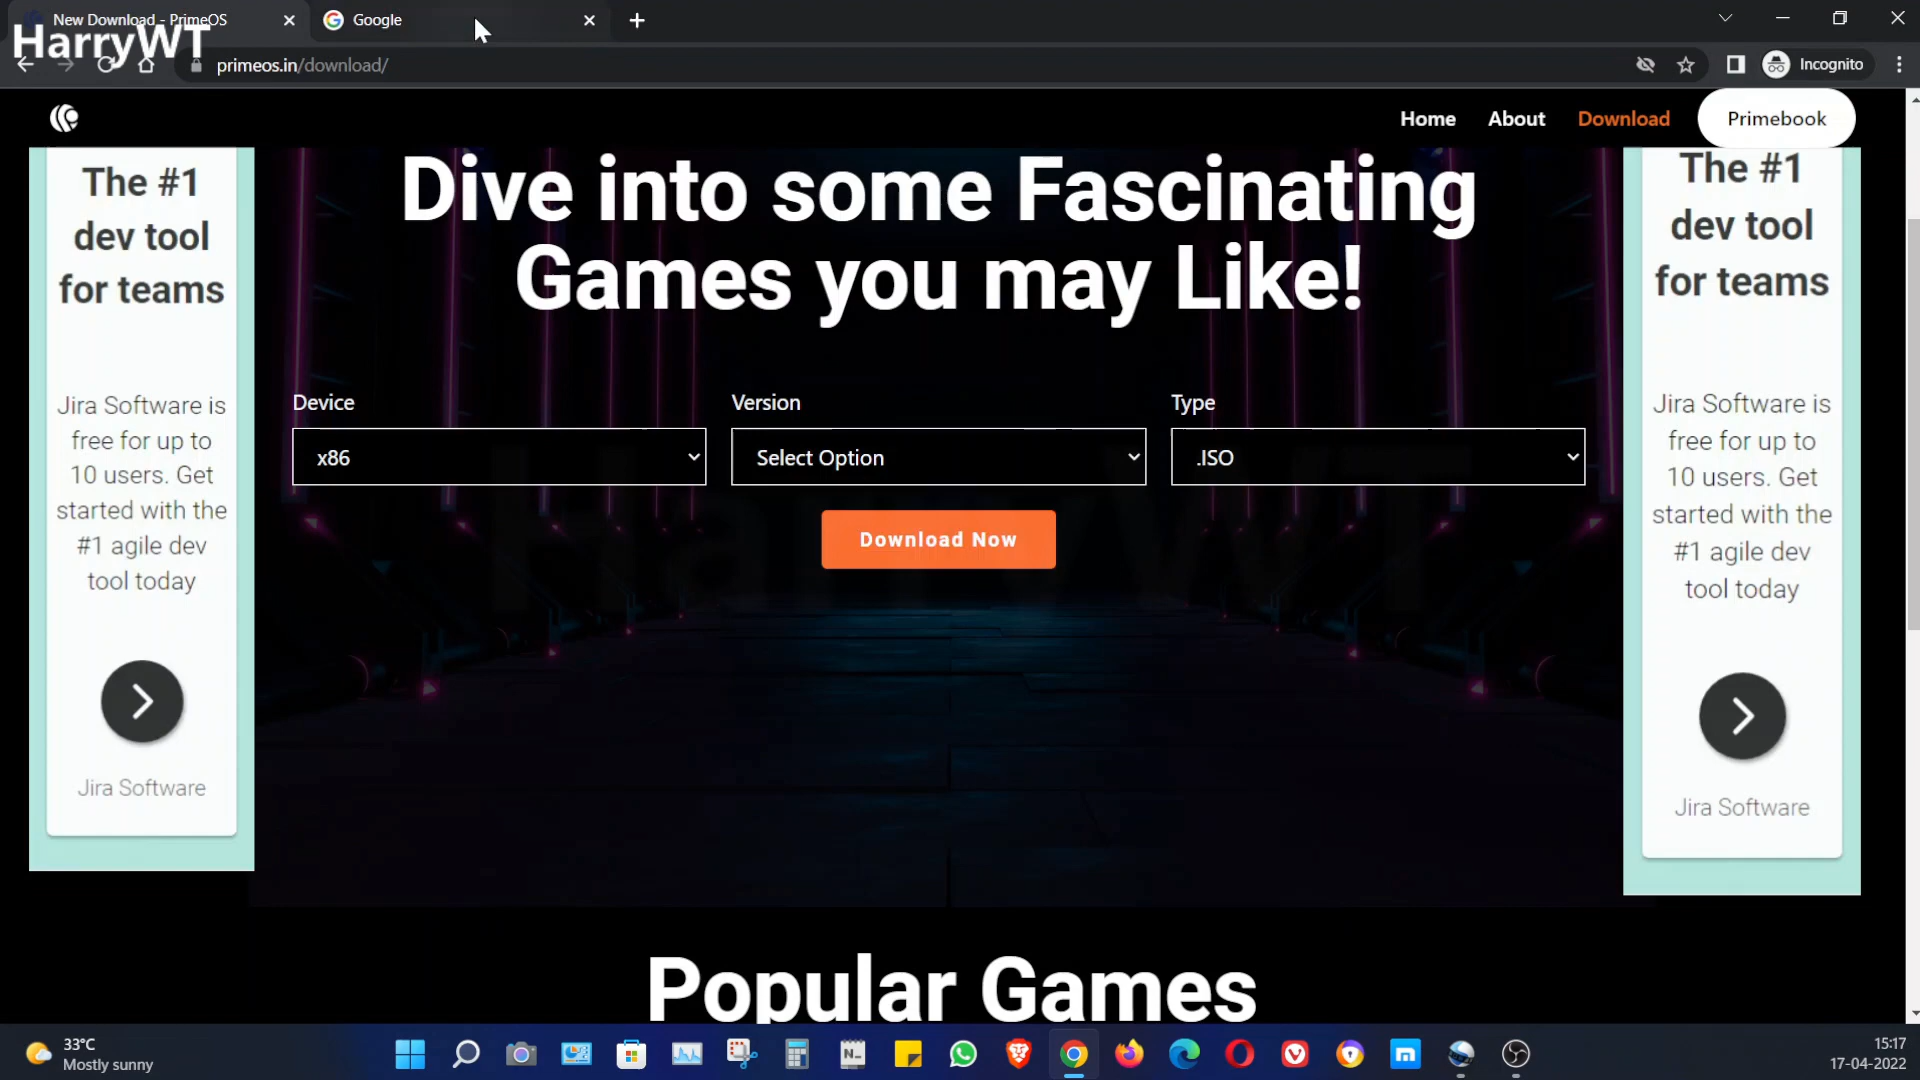 New Download - PrimeOS
Google
HarryWT
primeos.in/download/
Incognito
Home
About
Download
Primebook
The #1
dev tool
for teams
Jira Software is
free for up to
10 users. Get
started with the
#1 agile dev
tool today
Jira Software
Dive into some Fascinating
Games you may Like!
Device
Version
Type
x86
Select Option
.ISO
Download Now
HarryWT
The #1
dev tool
for teams
Jira Software is
free for up to
10 users. Get
started with the
#1 agile dev
tool today
Jira Software
Popular Games
33°C
Mostly sunny
15:17
17-04-2022